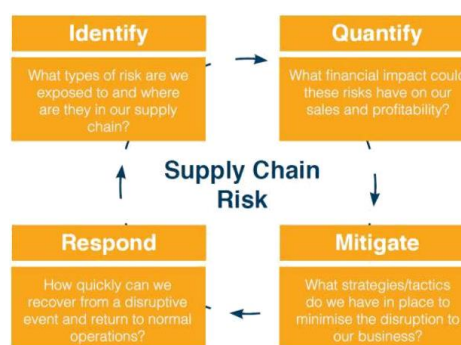 Identify
What types of risk are we
exposed to and where
are they in our supply
chain?
Quantify
What financial impact could
these risks have on our
sales and profitability?
Supply Chain
Risk
Respond
How quickly can we
recover from a disruptive
event and return to normal
operations?
Mitigate
What strategies/tactics
do we have in place to
minimise the disruption to
our business?